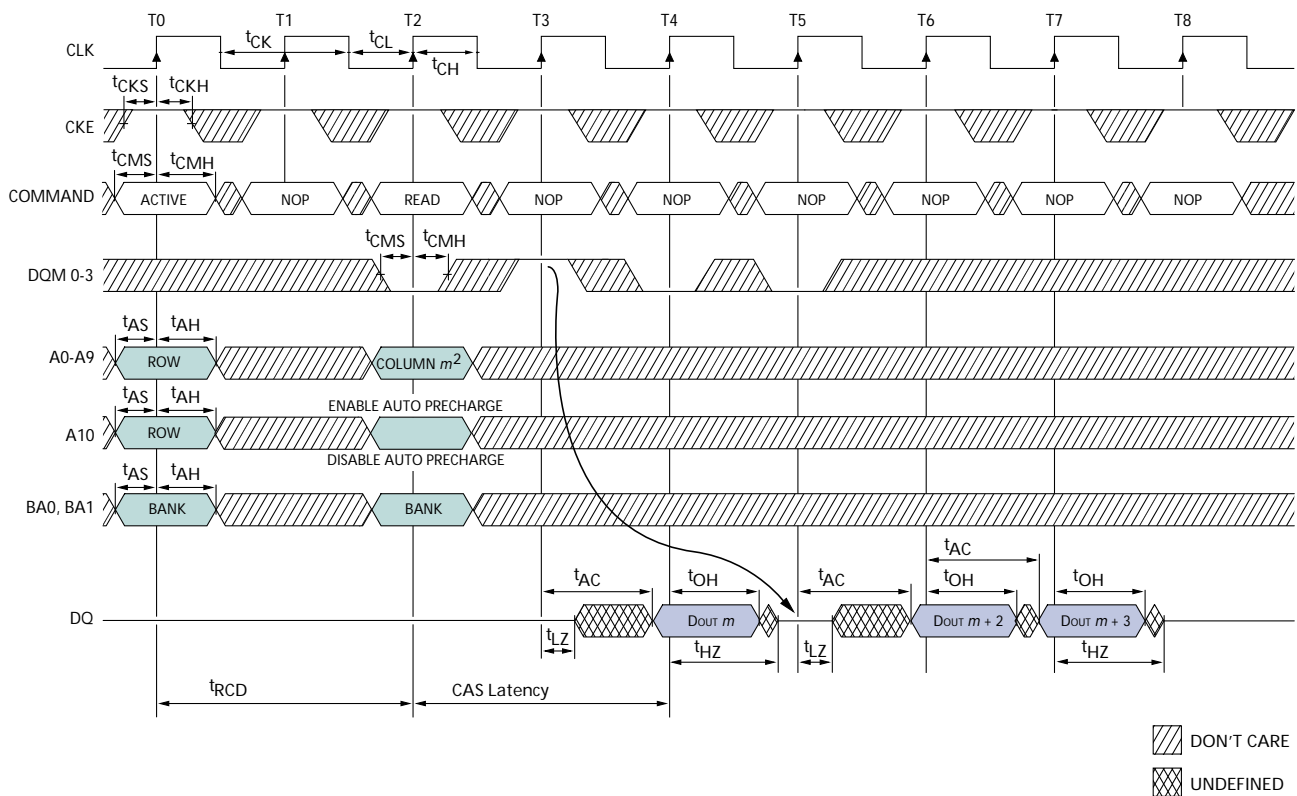 T0 T1 T2 T3 T4 T5 T6 T7 T8
CLK
tCK tCL
tCH
tCKS tCKH
CKE
tCMS tCMH
COMMAND ACTIVE NOP READ NOP NOP NOP NOP NOP NOP
tCMS tCMH
DQM 0-3
tAS tAH
A0-A9 ROW COLUMN m2
tAS tAH ENABLE AUTO PRECHARGE
A10 ROW
DISABLE AUTO PRECHARGE
tAS tAH
BA0, BA1 BANK BANK
tAC
tAC tOH tAC tOH tOH
DQ DOUT m DOUT m + 2 DOUT m + 3
tLZ tHZ tLZ tHZ
tRCD CAS Latency
DON'T CARE
UNDEFINED